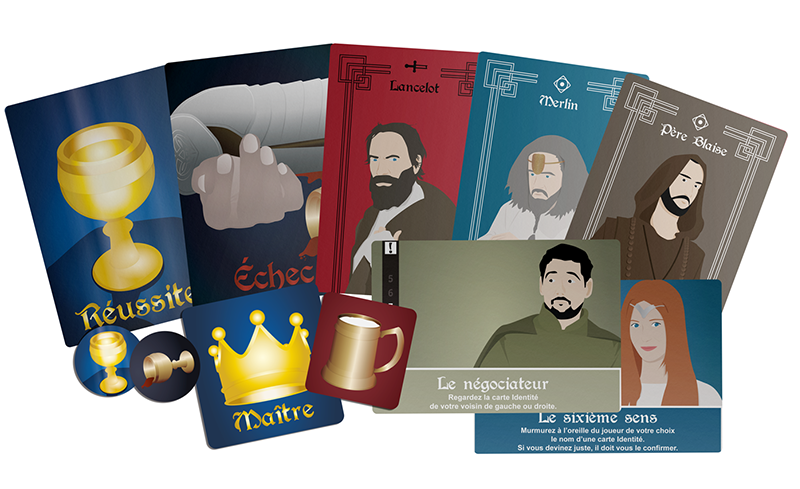 Réussite
Échec
Lancelot
Merlin
Père Blaise
!
5
6
Maître
Le négociateur
Regardez la carte Identité
de votre voisin de gauche ou droite.
Le sixième sens
Murmurez à l'oreille du joueur de votre choix
le nom d'une carte Identité.
Si vous devinez juste, il doit vous le confirmer.